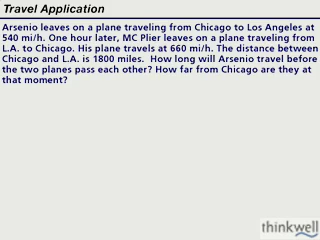 Travel Application
Arsenio leaves on a plane traveling from Chicago to Los Angeles at
540 mi/h. One hour later, MC Plier leaves on a plane traveling from
L.A. to Chicago. His plane travels at 660 mi/h. The distance between
Chicago and L.A. is 1800 miles.  How long will Arsenio travel before
the two planes pass each other? How far from Chicago are they at
that moment?
thinkwell